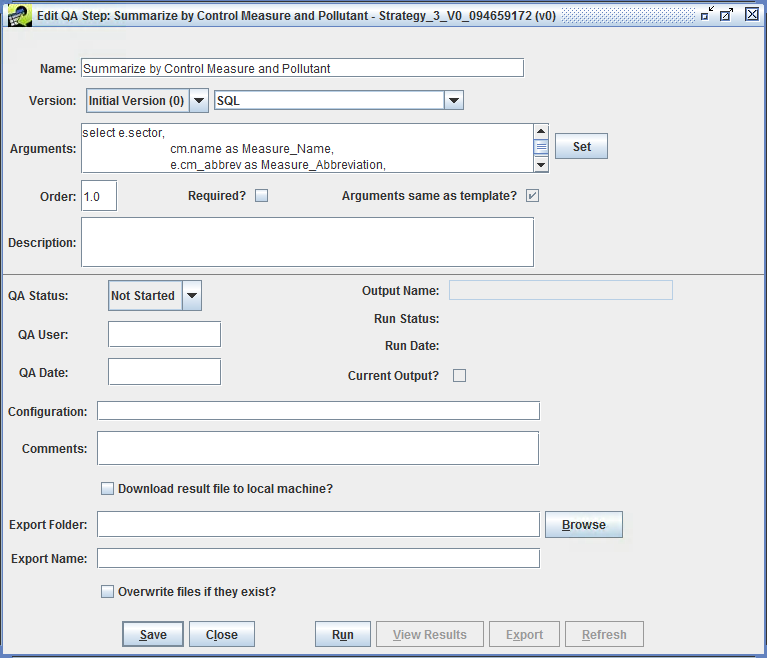 Edit QA Step: Summarize by Control Measure and Pollutant - Strategy_3_V0_094659172 (v0)
Name: Summarize by Control Measure and Pollutant
Version: Initial Version (0) SQL
Arguments: select e.sector,
cm.name as Measure_Name,
e.cm_abbrev as Measure_Abbreviation,
Set
Order: 1.0 Required? Arguments same as template?
Description:
QA Status: Not Started Output Name:
Run Status:
QA User:
Run Date:
QA Date:
Current Output?
Configuration:
Comments:
Download result file to local machine?
Export Folder: Browse
Export Name:
Overwrite files if they exist?
Save Close Run View Results Export Refresh